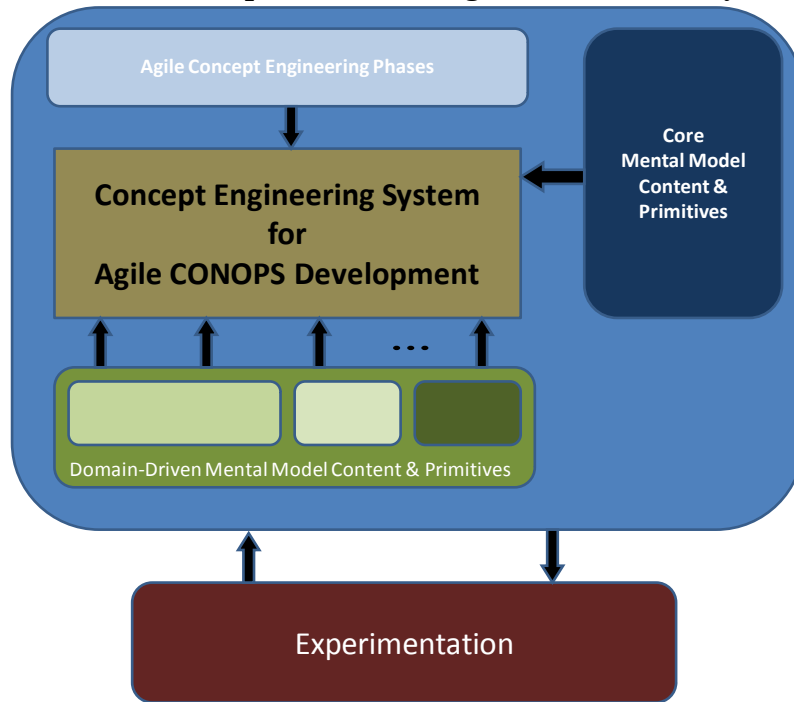 Agile Concept Engineering Phases
Core
Mental Model
Content &
Primitives
Concept Engineering System
for
Agile CONOPS Development
...
Domain-Driven Mental Model Content & Primitives
Experimentation